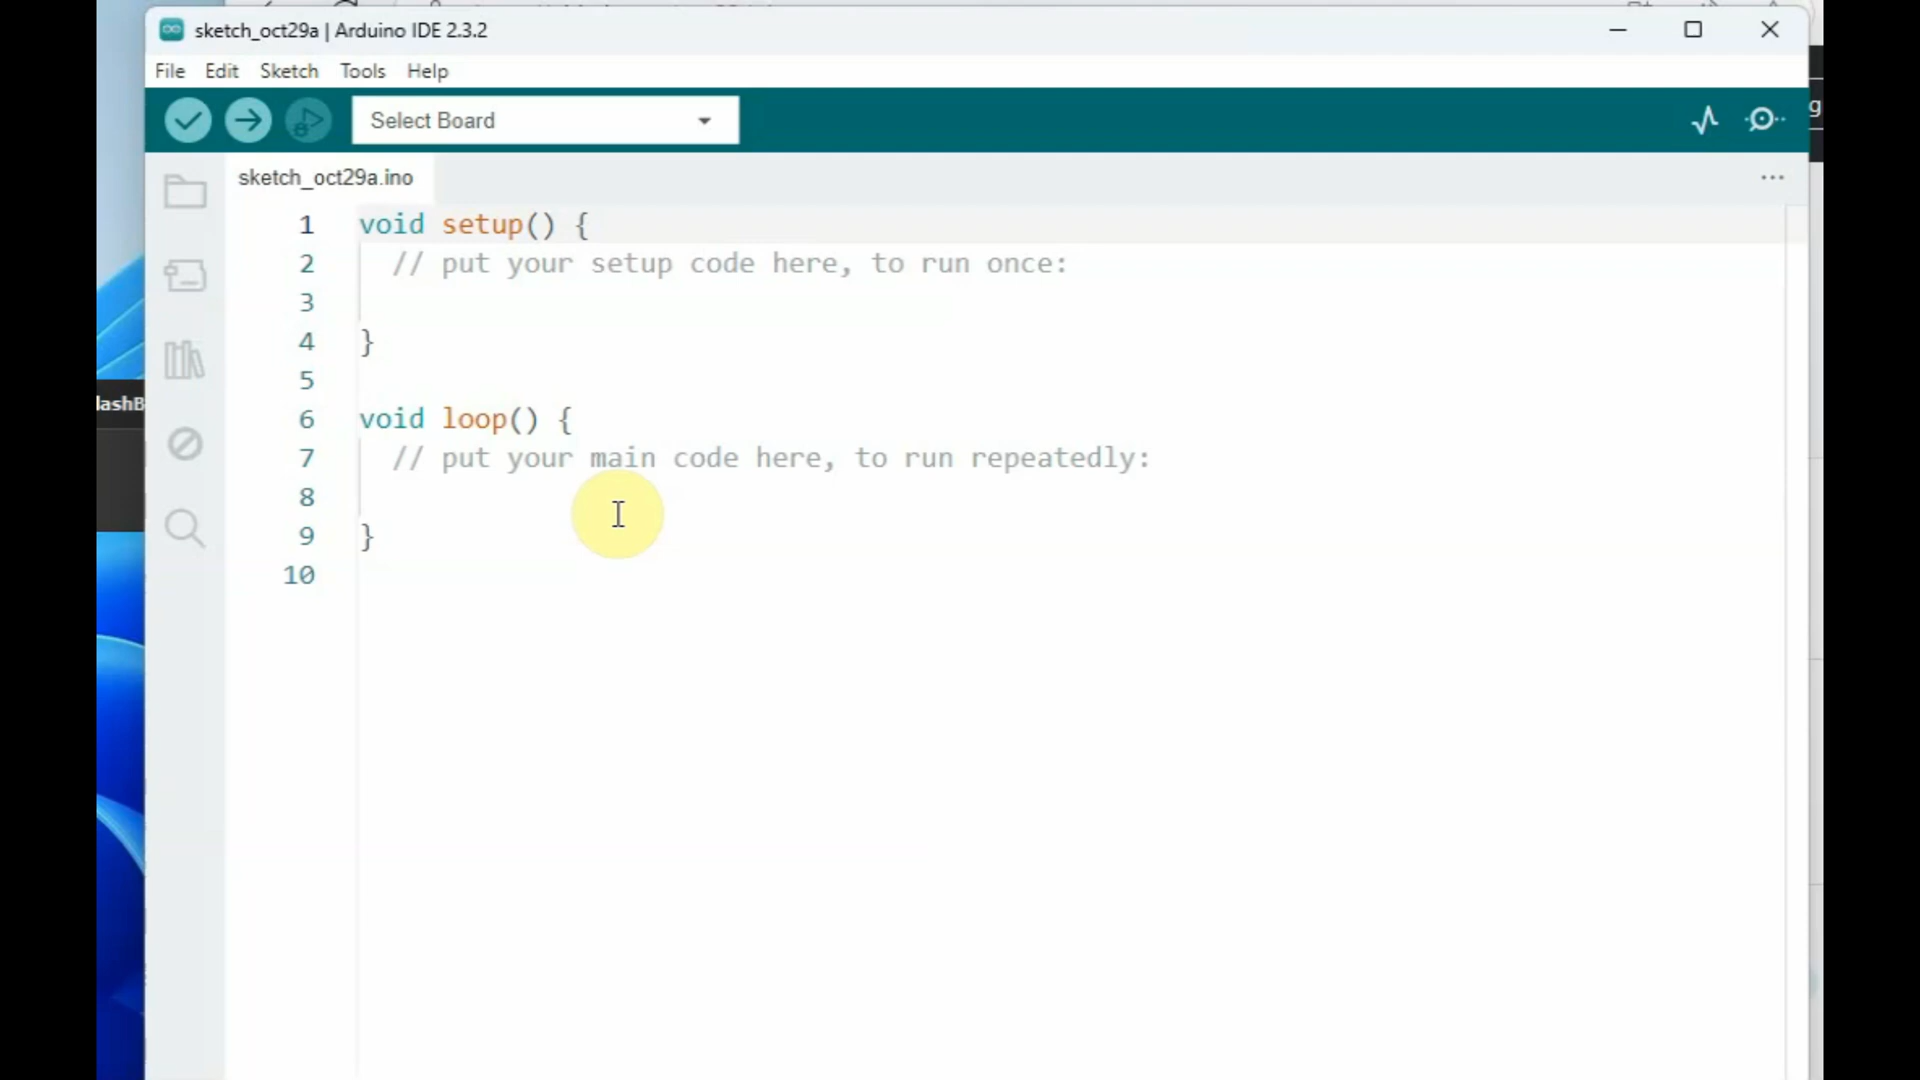 sketch_oct29a | Arduino IDE 2.3.2
File Edit Sketch Tools Help
Select Board
g
sketch_oct29a.ino
1 void setup() {
2 // put your setup code here, to run once:
3
4 }
5
lashB
6 void loop() {
7 // put your main code here, to run repeatedly:
8
9 }
10